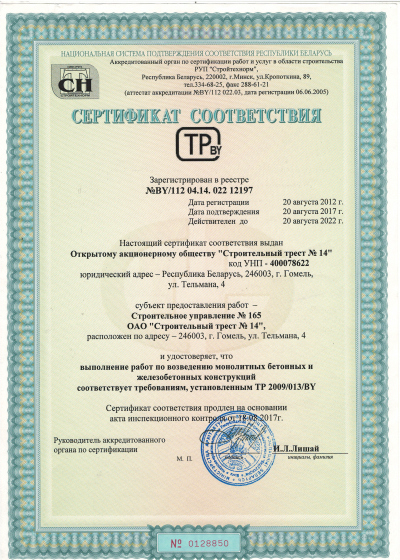 НАЦИОНАЛЬНАЯ СИСТЕМА ПОДТВЕРЖДЕНИЯ СООТВЕТСТВИЯ РЕСПУБЛИКИ БЕЛАРУСЬ
Аккредитованный орган по сертификации работ и услуг в области строительства
РУП "Стройтехнорм",
Республика Беларусь, 220002, г.Минск, ул.Кропоткина, 89,
тел.334-68-25, факс 288-61-21
(аттестат аккредитации №BY/112 022.03, дата регистрации 06.06.2005)
СН
СЕРТИФИКАТ СООТВЕТСТВИЯ
ТР BY
Зарегистрирован в реестре
№BY/112 04.14. 022 12197
Дата регистрации 20 августа 2012 г.
Дата подтверждения 20 августа 2017 г.
Действителен до 20 августа 2022 г.
Настоящий сертификат соответствия выдан
Открытому акционерному обществу "Строительный трест № 14"
код УНП - 400078622
юридический адрес – Республика Беларусь, 246003, г. Гомель,
ул. Тельмана, 4
субъект предоставления работ –
Строительное управление № 165
ОАО "Строительный трест № 14",
расположен по адресу – 246003, г. Гомель, ул. Тельмана, 4
и удостоверяет, что
выполнение работ по возведению монолитных бетонных и
железобетонных конструкций
соответствует требованиям, установленным ТР 2009/013/BY
Сертификат соответствия продлен на основании
акта инспекционного контроля от 18.08.2017г.
Руководитель аккредитованного
органа по сертификации
И.Л.Лишай
инициалы, фамилия
М. П.
№ 0128850